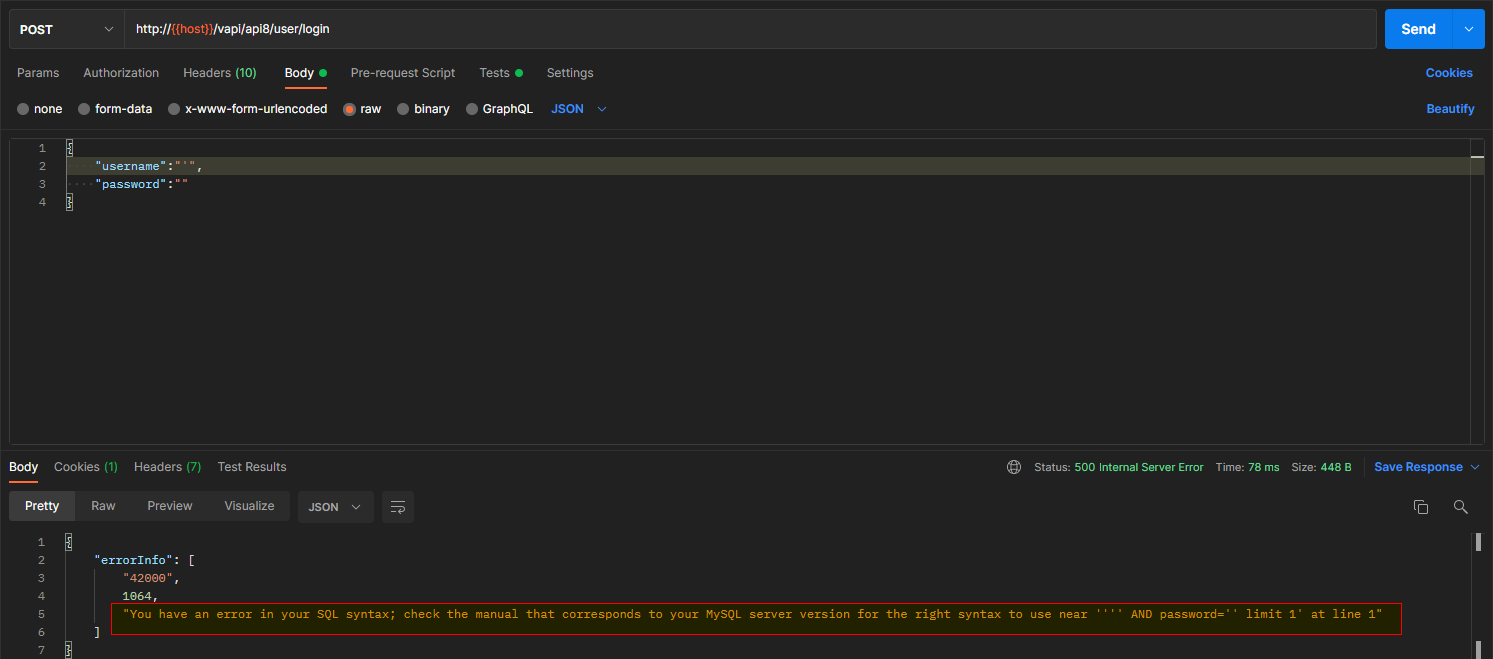 POST http://{{host}}/vapi/api8/user/login Send
Params Authorization Headers (10) Body Pre-request Script Tests Settings Cookies
none form-data x-www-form-urlencoded raw binary GraphQL JSON Beautify
1 {
2 "username":"'",
3 "password":""
4 }
Body Cookies (1) Headers (7) Test Results Status: 500 Internal Server Error Time: 78 ms Size: 448 B Save Response
Pretty Raw Preview Visualize JSON
1 {
2 "errorInfo": [
3 "42000",
4 1064,
5 "You have an error in your SQL syntax; check the manual that corresponds to your MySQL server version for the right syntax to use near '''' AND password='' limit 1' at line 1"
6 ]
7 }